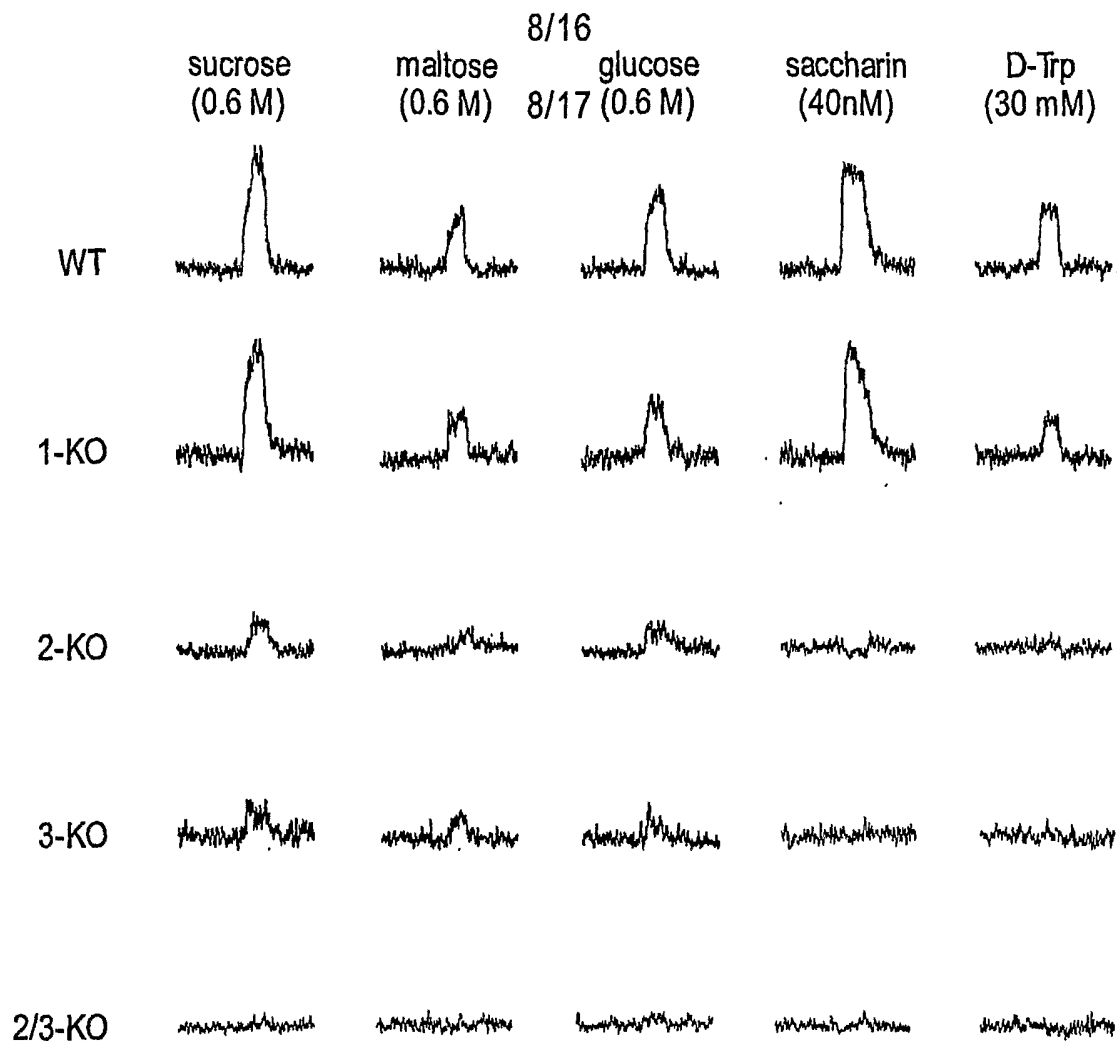 8/16
sucrose maltose glucose saccharin D-Trp
(0.6 M) (0.6 M) 8/17 (0.6 M) (40nM) (30 mM)
WT
1-KO
2-KO
3-KO
2/3-KO